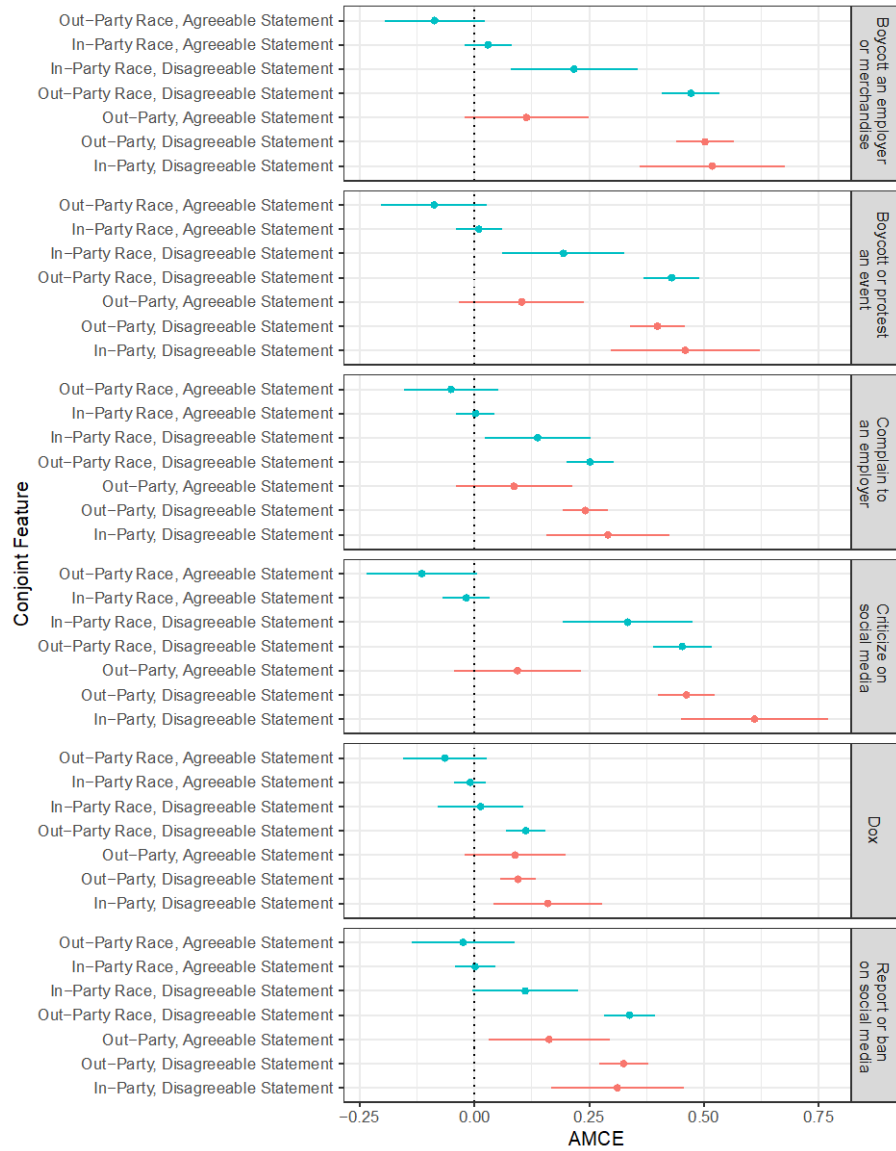 Out−Party Race, Agreeable Statement
In−Party Race, Agreeable Statement
In−Party Race, Disagreeable Statement
Out−Party Race, Disagreeable Statement
Out−Party, Agreeable Statement
Out−Party, Disagreeable Statement
In−Party, Disagreeable Statement
Boycott an employer
or merchandise
Out−Party Race, Agreeable Statement
In−Party Race, Agreeable Statement
In−Party Race, Disagreeable Statement
Out−Party Race, Disagreeable Statement
Out−Party, Agreeable Statement
Out−Party, Disagreeable Statement
In−Party, Disagreeable Statement
Boycott or protest
an event
Out−Party Race, Agreeable Statement
In−Party Race, Agreeable Statement
In−Party Race, Disagreeable Statement
Out−Party Race, Disagreeable Statement
Out−Party, Agreeable Statement
Out−Party, Disagreeable Statement
In−Party, Disagreeable Statement
Complain to
an employer
Conjoint Feature
Out−Party Race, Agreeable Statement
In−Party Race, Agreeable Statement
In−Party Race, Disagreeable Statement
Out−Party Race, Disagreeable Statement
Out−Party, Agreeable Statement
Out−Party, Disagreeable Statement
In−Party, Disagreeable Statement
Criticize on
social media
Out−Party Race, Agreeable Statement
In−Party Race, Agreeable Statement
In−Party Race, Disagreeable Statement
Out−Party Race, Disagreeable Statement
Out−Party, Agreeable Statement
Out−Party, Disagreeable Statement
In−Party, Disagreeable Statement
Dox
Out−Party Race, Agreeable Statement
In−Party Race, Agreeable Statement
In−Party Race, Disagreeable Statement
Out−Party Race, Disagreeable Statement
Out−Party, Agreeable Statement
Out−Party, Disagreeable Statement
In−Party, Disagreeable Statement
Report or ban
on social media
−0.25 0.00 0.25 0.50 0.75
AMCE